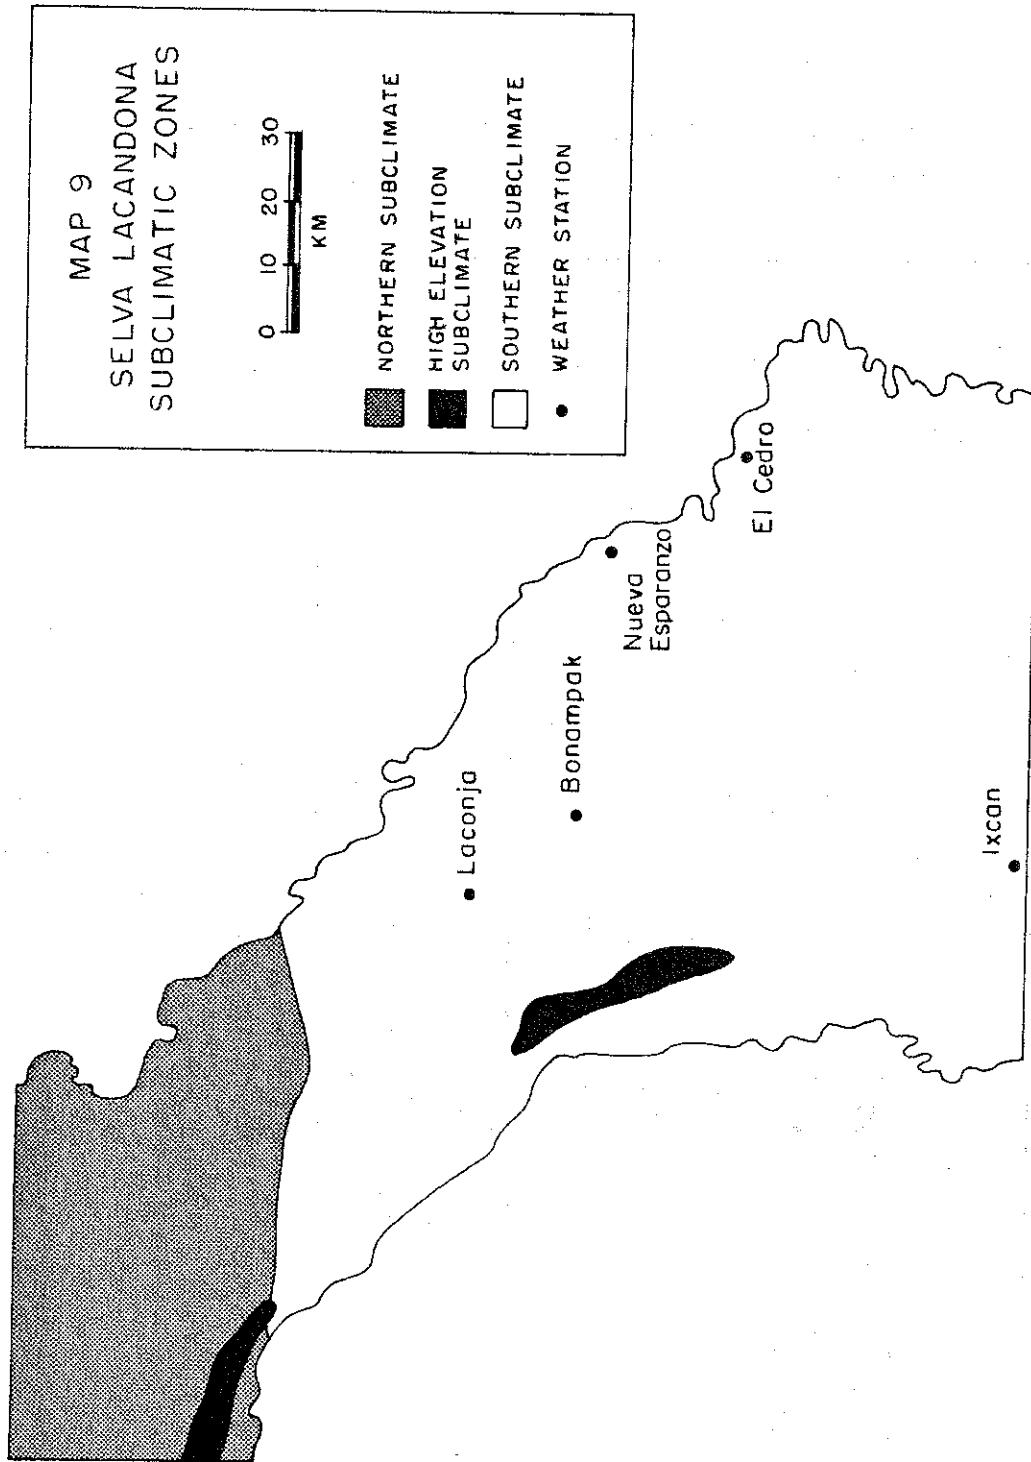 MAP 9
SELVA LACANDONA
SUBCLIMATIC ZONES
0 10 20 30
KM
NORTHERN SUBCLIMATE
HIGH ELEVATION
SUBCLIMATE
SOUTHERN SUBCLIMATE
WEATHER STATION
Laconja
Bonampak
Nueva
Esparanzo
El Cedro
Ixcan